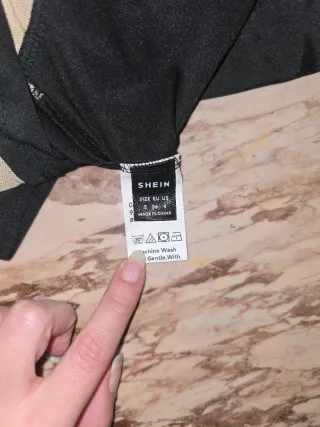 SHEIN
SIZE EU US
S 36 4
MADE IN CHINA
Machine Wash
Gentle With